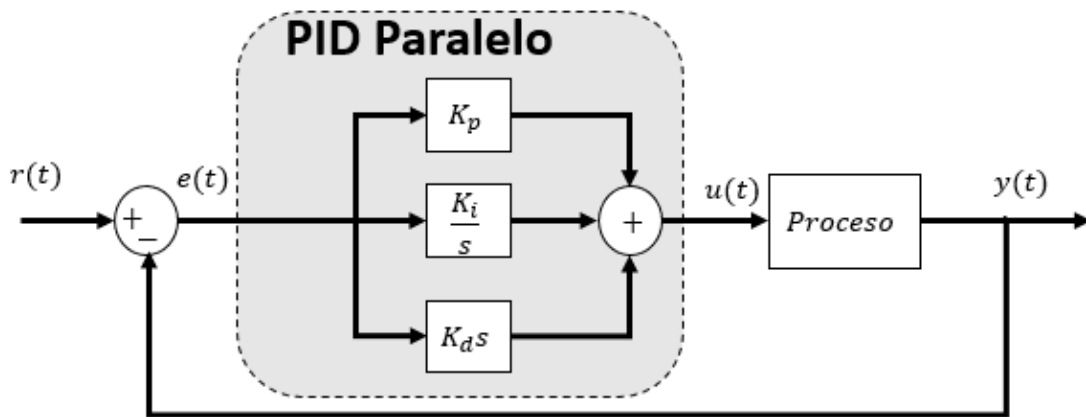 PID Paralelo
K_p
r(t)
e(t)
+
−
K_i
s
+
u(t)
Proceso
y(t)
K_d s